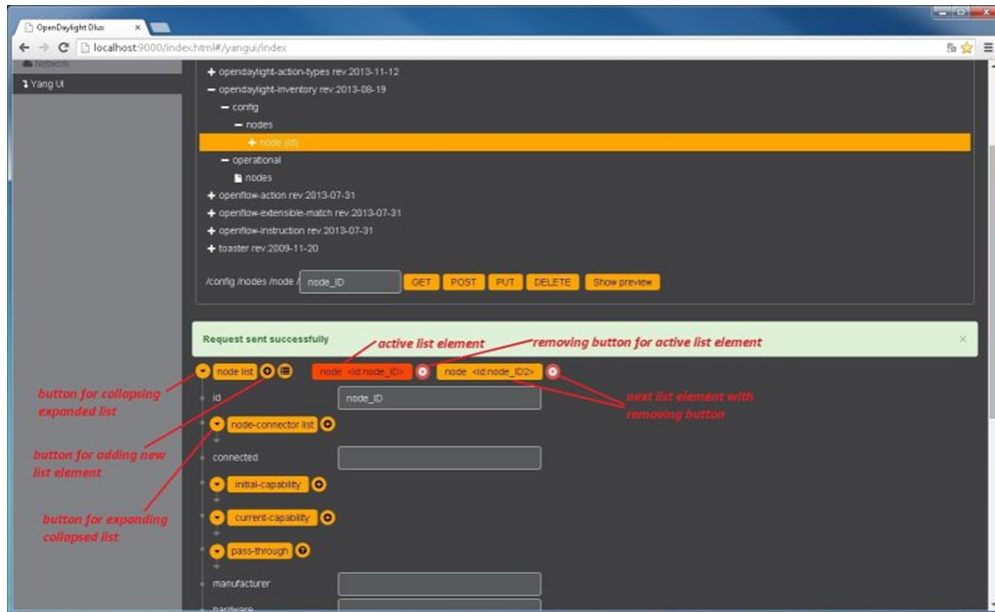 OpenDaylight Dlux
localhost:9000/index.html#/yangui/index
Network
Yang UI
opendaylight-action-types rev.2013-11-12
opendaylight-inventory rev.2013-08-19
config
nodes
node {id}
operational
nodes
openflow-action rev.2013-07-31
openflow-extensible-match rev.2013-07-31
openflow-instruction rev.2013-07-31
toaster rev.2009-11-20
/config /nodes /node / node_ID GET POST PUT DELETE Show preview
Request sent successfully
active list element
removing button for active list element
node list node <id:node_ID> node <id:node_ID2>
button for collapsing
expanded list
id node_ID
next list element with
removing button
node-connector list
button for adding new
list element
connected
initial-capability
button for expanding
collapsed list
current-capability
pass-through
manufacturer
hardware